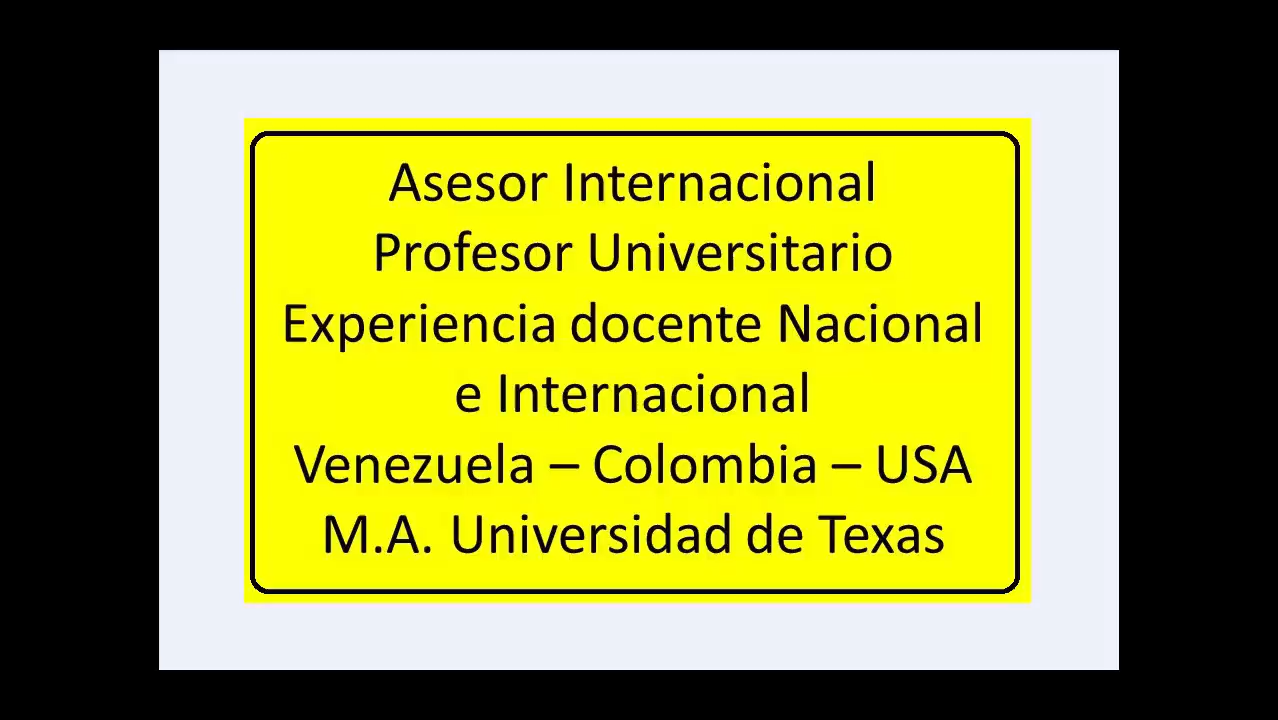 Asesor Internacional
Profesor Universitario
Experiencia docente Nacional
e Internacional
Venezuela – Colombia – USA
M.A. Universidad de Texas